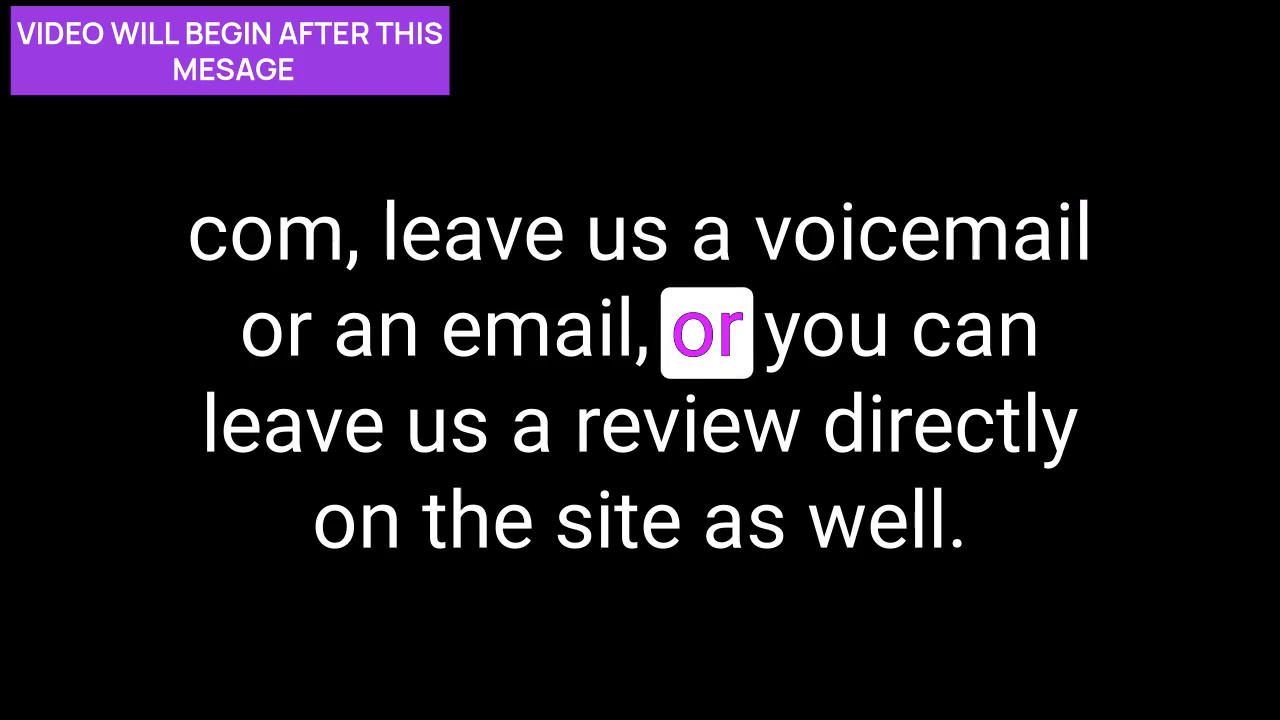 VIDEO WILL BEGIN AFTER THIS
MESAGE
com, leave us a voicemail
or an email, or you can
leave us a review directly
on the site as well.